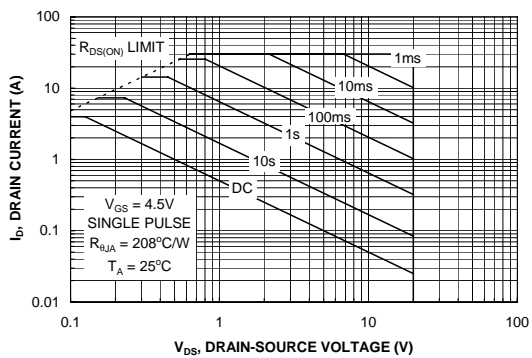 100
10
1
0.1
0.01
I_D, DRAIN CURRENT (A)
R_DS(ON) LIMIT
1ms
10ms
100ms
1s
10s
DC
V_GS = 4.5V
SINGLE PULSE
R_θJA = 208°C/W
T_A = 25°C
0.1
1
10
100
V_DS, DRAIN-SOURCE VOLTAGE (V)